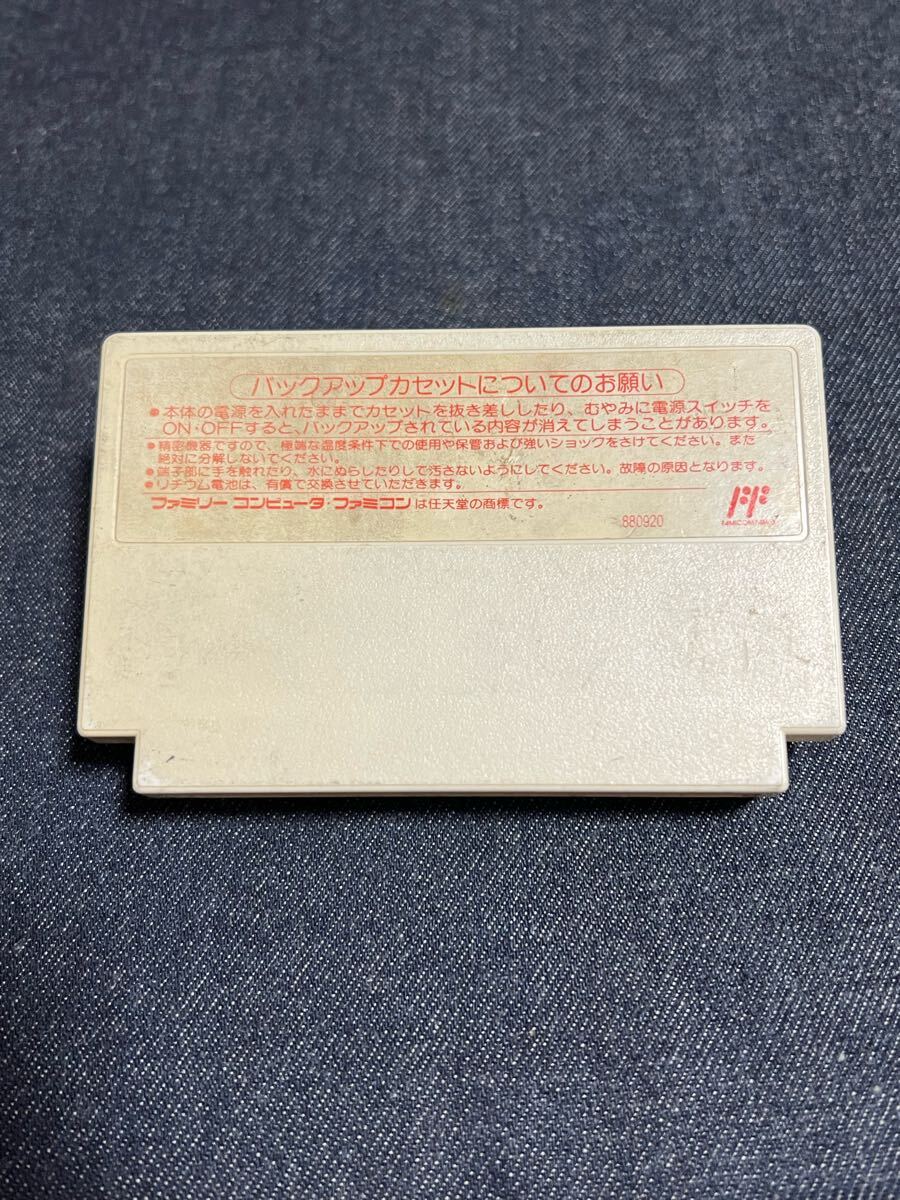 バックアップカセットについてのお願い
●本体の電源を入れたままでカセットを抜き差ししたり、むやみに電源スイッチを
ON・OFFすると、バックアップされている内容が消えてしまうことがあります。
●精密機器ですので、極端な温度条件下での使用や保管および強いショックをさけてください。また
絶対に分解しないでください。
●端子部に手を触れたり、水にぬらしたりして汚さないようにしてください。故障の原因となります。
●リチウム電池は、有償で交換させていただきます。
ファミリーコンピュータ・ファミコンは任天堂の商標です。
880920
FAMICOM FAMILY